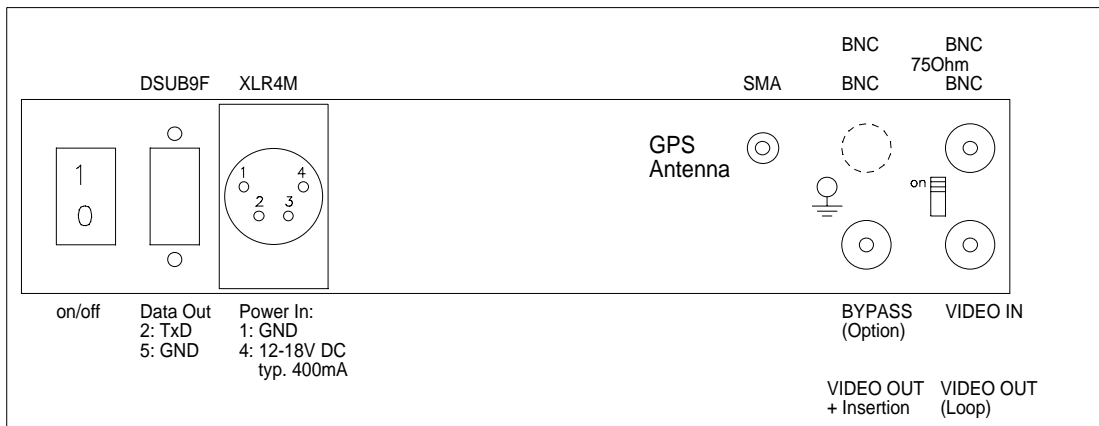 BNC BNC
75Ohm
DSUB9F XLR4M SMA BNC BNC
GPS
Antenna
1
0
1 4
2 3
on
on/off Data Out Power In: BYPASS VIDEO IN
2: TxD 1: GND (Option)
5: GND 4: 12-18V DC
typ. 400mA
VIDEO OUT VIDEO OUT
+ Insertion (Loop)